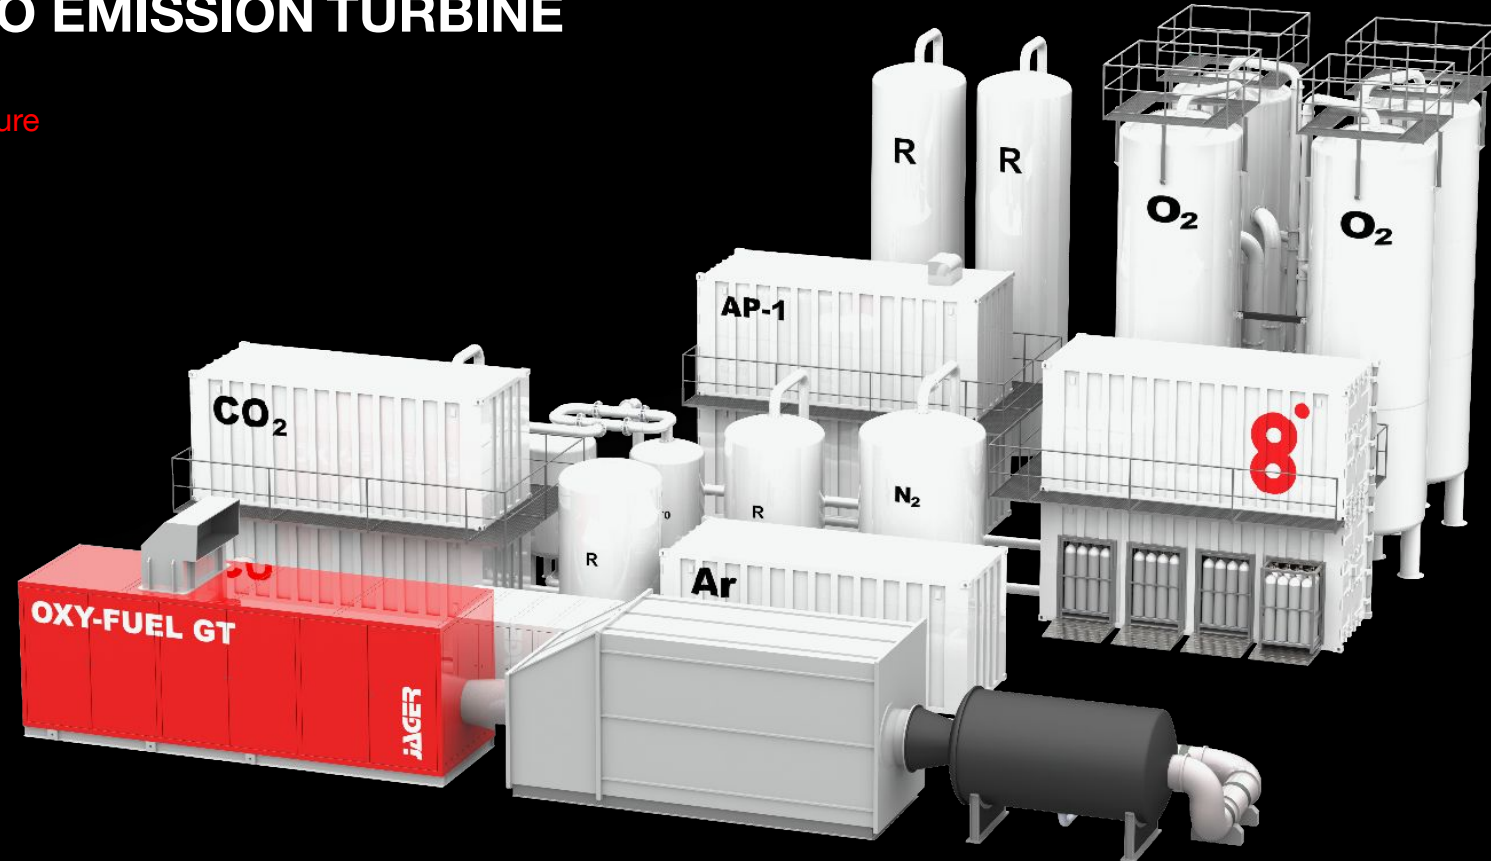 O EMISSION TURBINE
ure
R
R
O₂
O₂
AP-1
CO₂
8
R
N₂
R
Ar
OXY-FUEL GT
JAGER